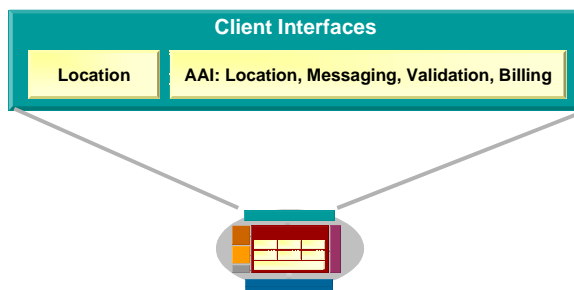 Client Interfaces
Location
AAI: Location, Messaging, Validation, Billing